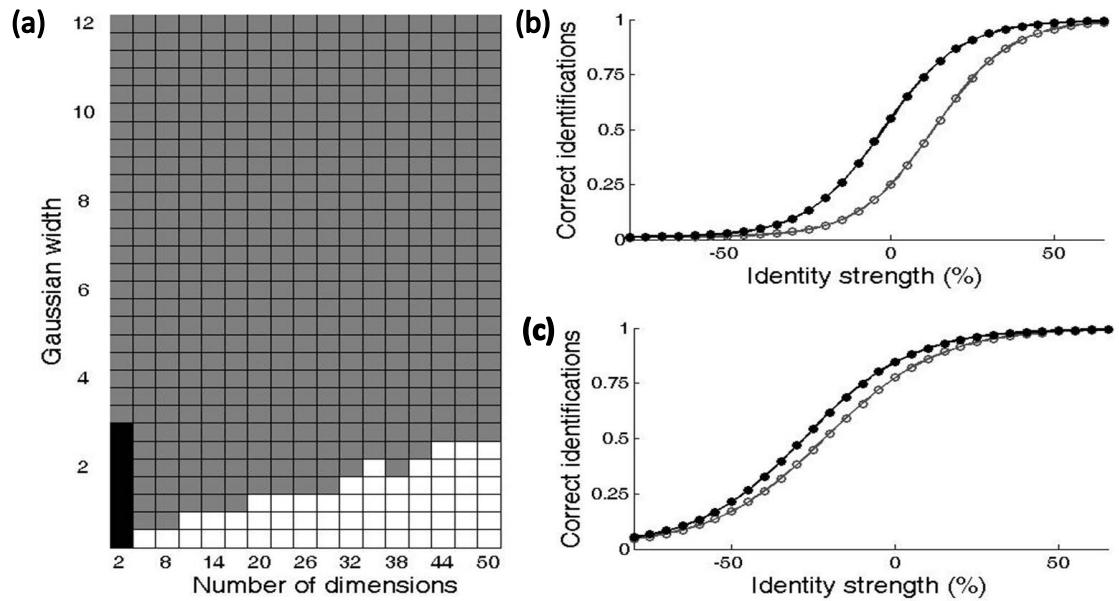 (a)
12
10
8
6
4
2
Gaussian width
2 8 14 20 26 32 38 44 50
Number of dimensions
(b)
1
0.75
0.5
0.25
0
Correct identifications
-50 0 50
Identity strength (%)
(c)
1
0.75
0.5
0.25
0
Correct identifications
-50 0 50
Identity strength (%)